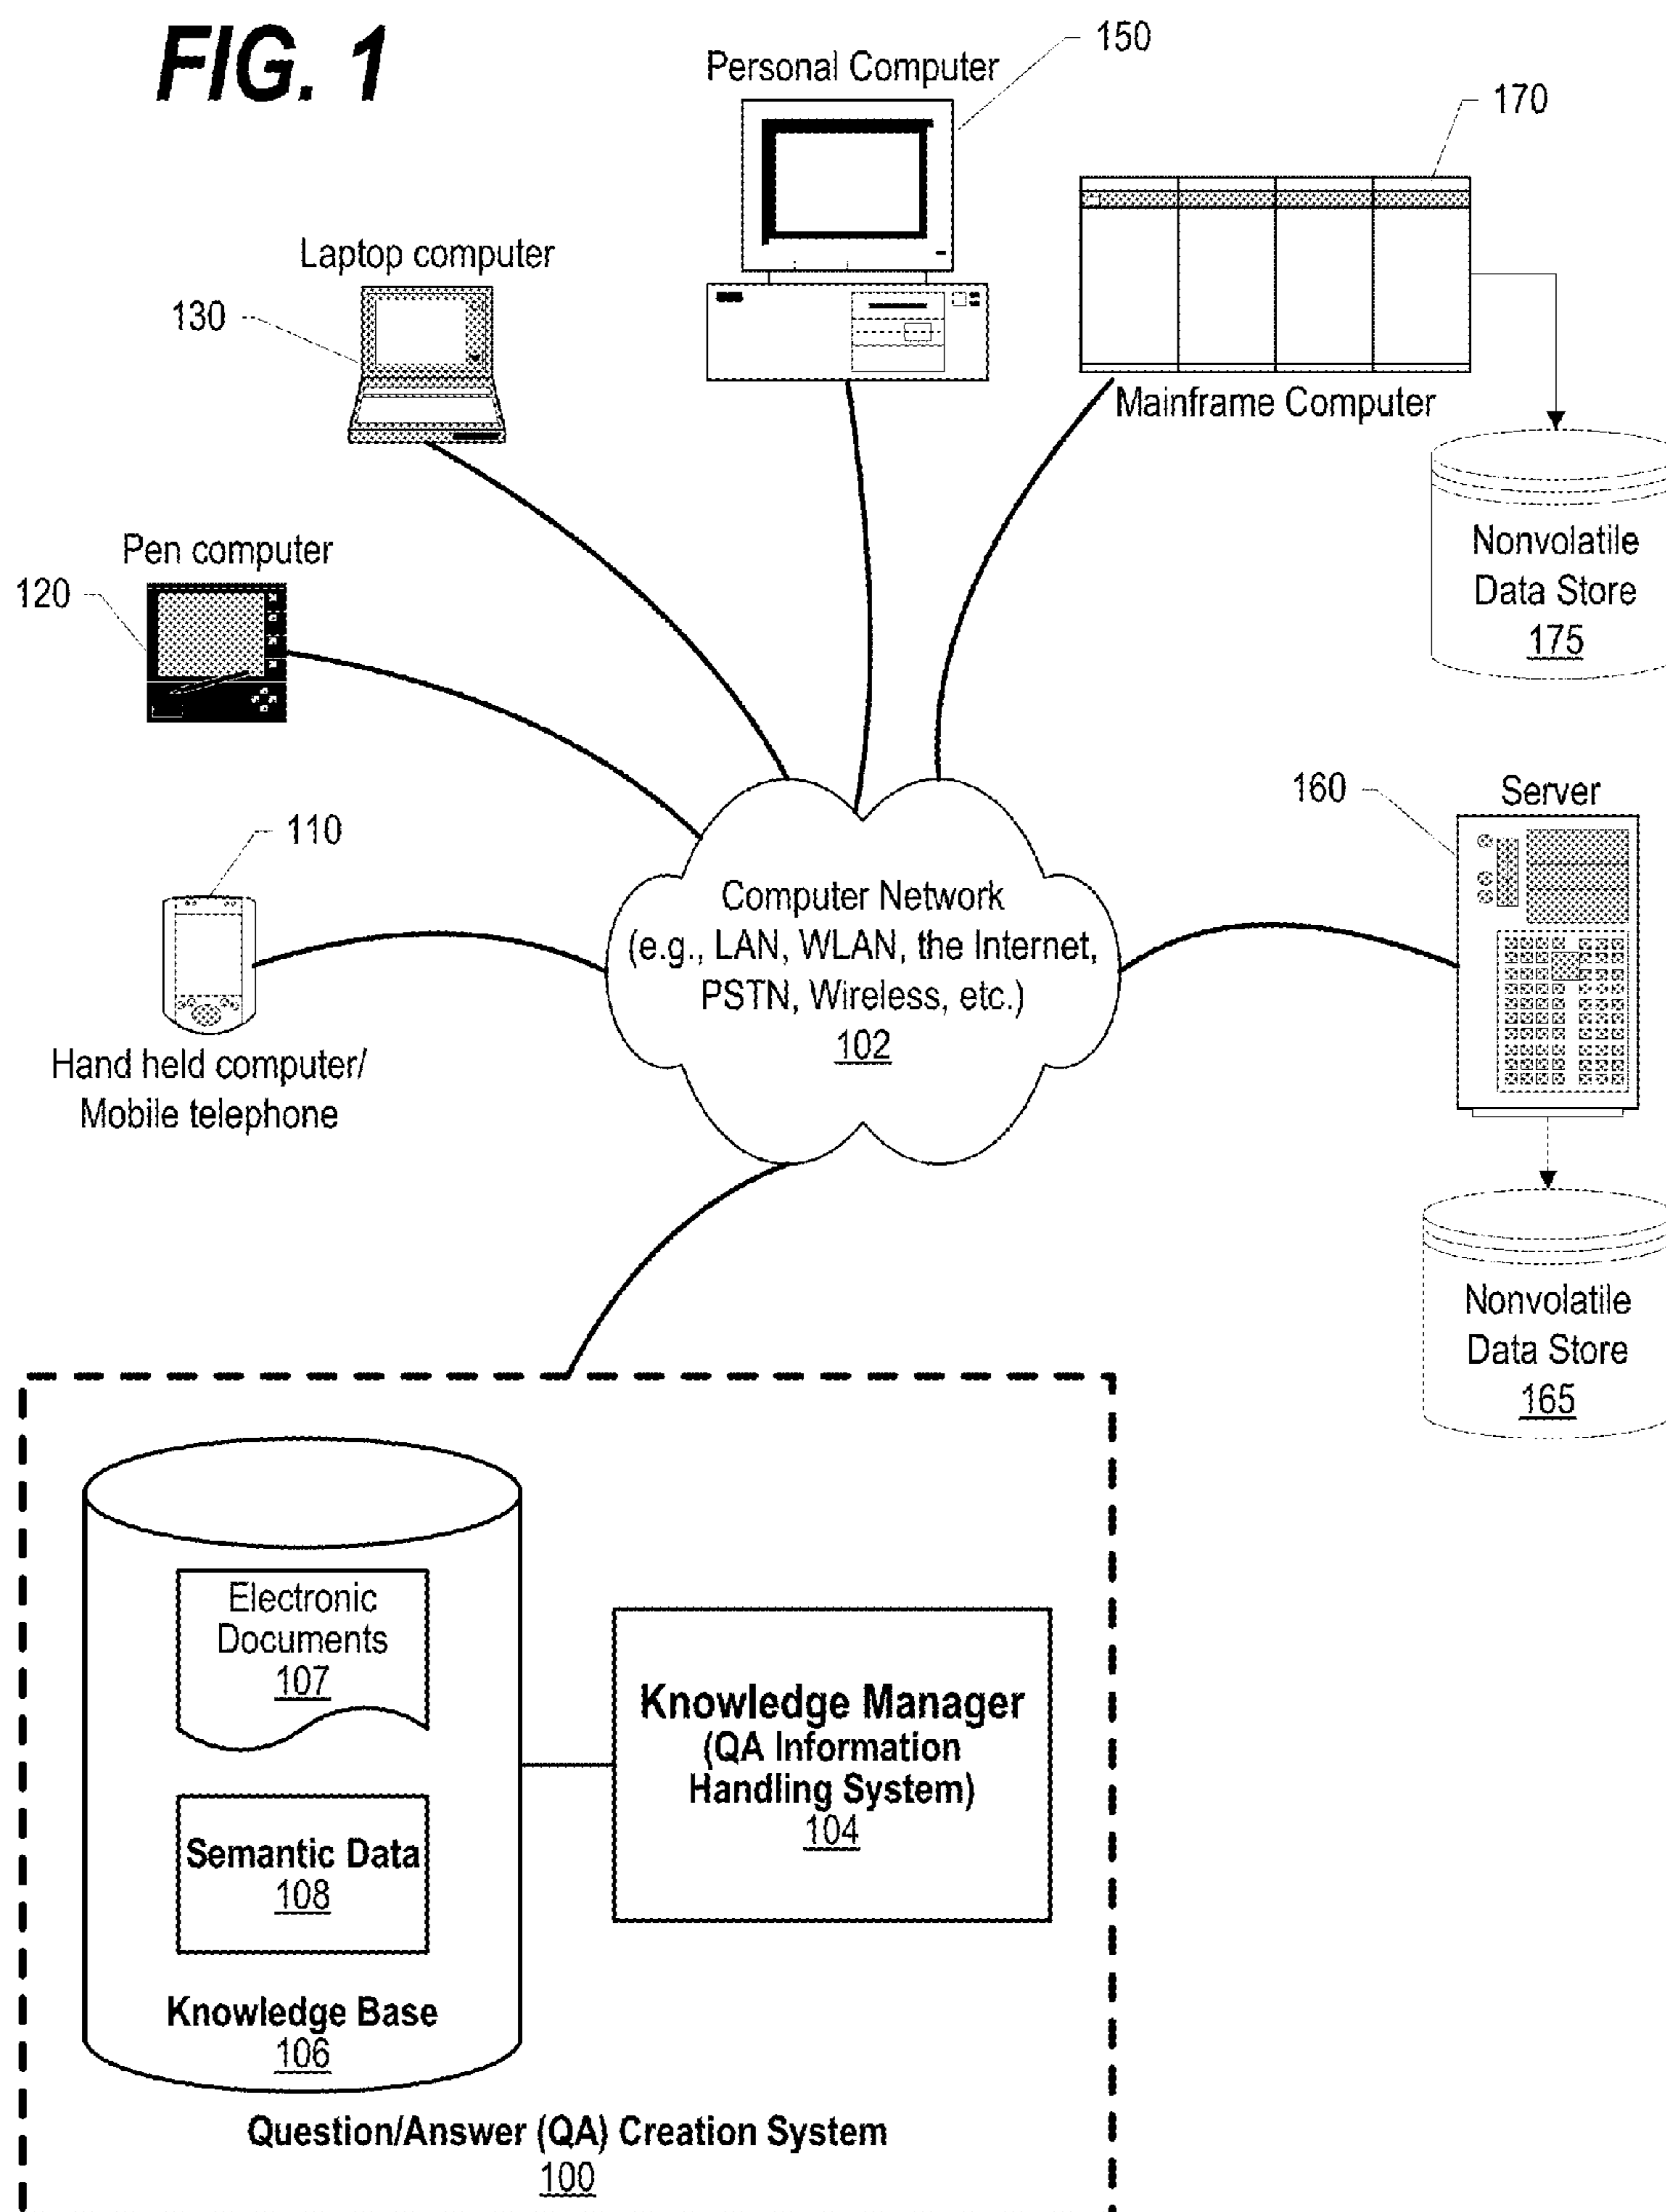 FIG. 1
Personal Computer
150
170
Laptop computer
130
Mainframe Computer
Nonvolatile
Data Store
175
Pen computer
120
160
Server
110
Computer Network
(e.g., LAN, WLAN, the Internet,
PSTN, Wireless, etc.)
102
Hand held computer/
Mobile telephone
Nonvolatile
Data Store
165
Electronic
Documents
107
Semantic Data
108
Knowledge Base
106
Knowledge Manager
(QA Information
Handling System)
104
Question/Answer (QA) Creation System
100